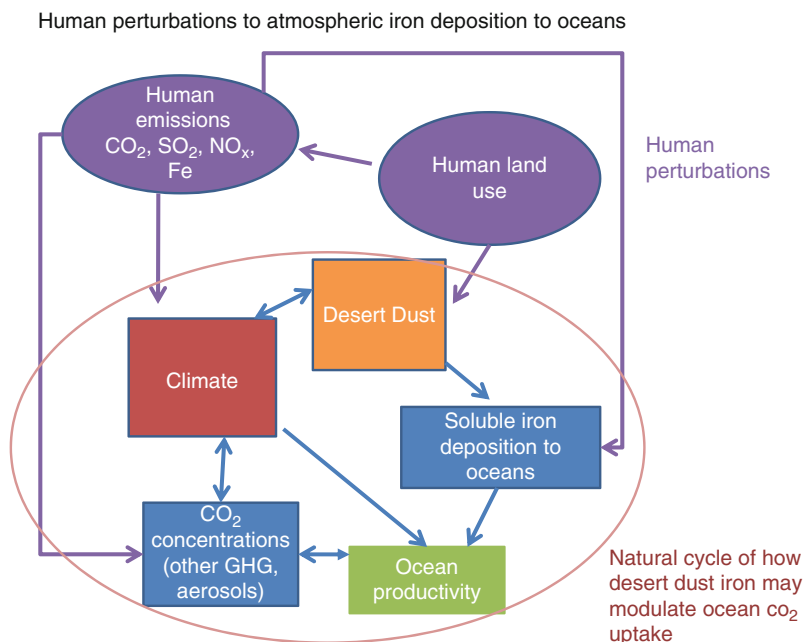 Human perturbations to atmospheric iron deposition to oceans
Human
emissions
CO₂, SO₂, NOₓ,
Fe
Human land
use
Human
perturbations
Desert Dust
Climate
Soluble iron
deposition to
oceans
CO₂
concentrations
(other GHG,
aerosols)
Ocean
productivity
Natural cycle of how
desert dust iron may
modulate ocean co₂
uptake